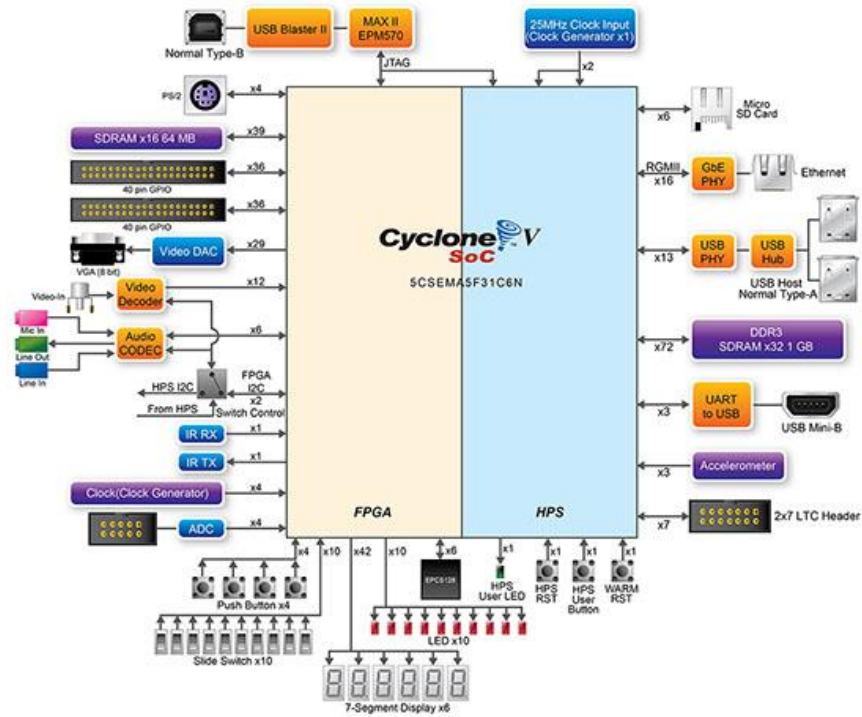 Normal Type-B
USB Blaster II
MAX II
EPM570
JTAG
25MHz Clock Input
(Clock Generator x1)
x2
PS/2
x4
SDRAM x16 64 MB
x39
40 pin GPIO
x36
40 pin GPIO
x36
VGA (8 bit)
Video DAC
x29
Video-In
Video
Decoder
x12
Mic In
Line Out
Line In
Audio
CODEC
x6
HPS I2C
From HPS
FPGA
I2C
x2
Switch Control
IR RX
x1
IR TX
x1
Clock(Clock Generator)
x4
ADC
x4
Cyclone V
SoC
5CSEMA5F31C6N
FPGA
HPS
x6
Micro
SD Card
RGMII
x16
GbE
PHY
Ethernet
x13
USB
PHY
USB
Hub
USB Host
Normal Type-A
x72
DDR3
SDRAM x32 1 GB
x3
UART
to USB
USB Mini-B
x3
Accelerometer
x7
2x7 LTC Header
x4
x10
x42
x10
x6
x1
x1
x1
x1
Push Button x4
Slide Switch x10
7-Segment Display x6
LED x10
EPCS128
HPS
User LED
HPS
RST
HPS
User
Button
WARM
RST